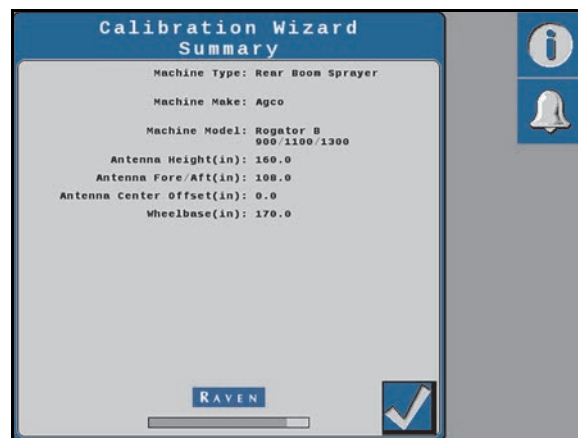 Calibration Wizard
Summary
Machine Type: Rear Boom Sprayer
Machine Make: Agco
Machine Model: Rogator B
900/1100/1300
Antenna Height(in): 160.0
Antenna Fore/Aft(in): 108.0
Antenna Center Offset(in): 0.0
Wheelbase(in): 170.0
RAVEN